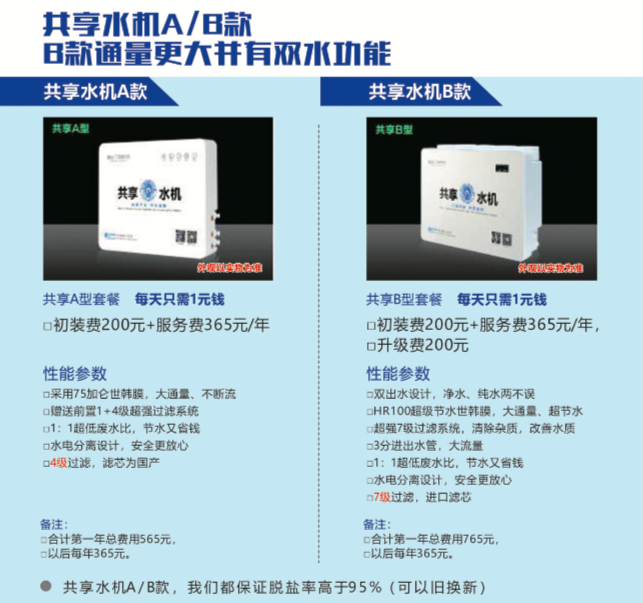 共享水机A/B款
B款通量更大并有双水功能
共享水机A款
共享A型
共享 水机
外观以实物为准
共享A型套餐 每天只需1元钱
□初装费200元+服务费365元/年
性能参数
□采用75加仑世韩膜，大通量、不断流
□赠送前置1+4级超强过滤系统
□1：1超低废水比，节水又省钱
□水电分离设计，安全更放心
□4级过滤，滤芯为国产
备注：
□合计第一年总费用565元，
□以后每年365元。
共享水机B款
共享B型
共享 水机
外观以实物为准
共享B型套餐 每天只需1元钱
□初装费200元+服务费365元/年，
□升级费200元
性能参数
□双出水设计，净水、纯水两不误
□HR100超级节水世韩膜，大通量、超节水
□超强7级过滤系统，清除杂质，改善水质
□3分进出水管，大流量
□1：1超低废水比，节水又省钱
□水电分离设计，安全更放心
□7级过滤，进口滤芯
备注：
□合计第一年总费用765元，
□以后每年365元。
● 共享水机A/B款，我们都保证脱盐率高于95%（可以旧换新）